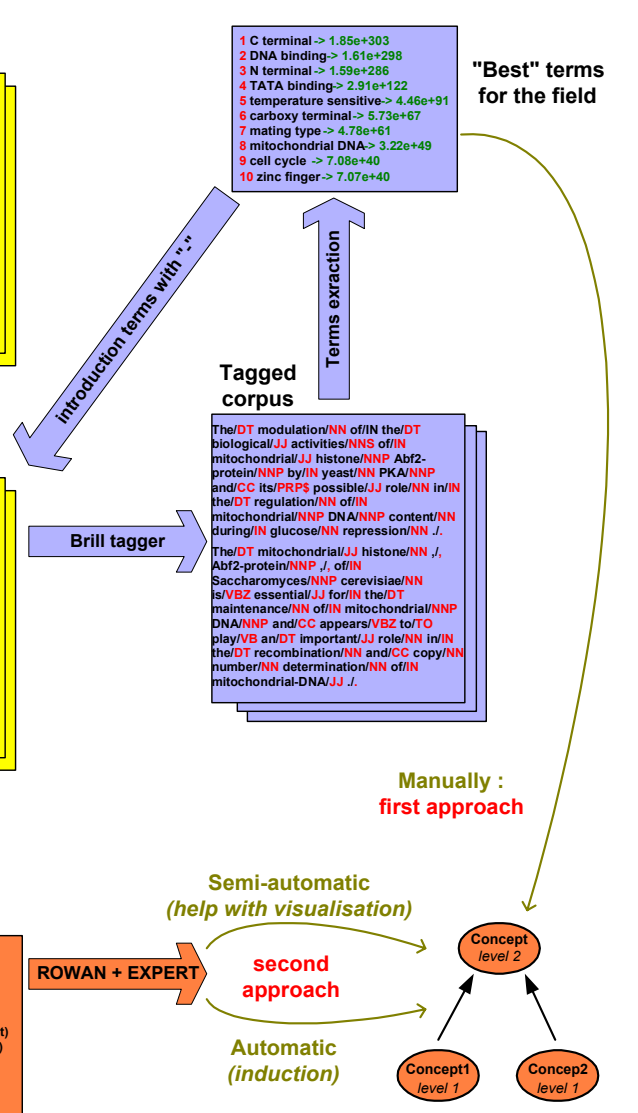 1 C terminal -> 1.85e+303
2 DNA binding-> 1.61e+298
3 N terminal -> 1.59e+286
4 TATA binding-> 2.91e+122
5 temperature sensitive-> 4.46e+91
6 carboxy terminal-> 5.73e+67
7 mating type-> 4.78e+61
8 mitochondrial DNA-> 3.22e+49
9 cell cycle -> 7.08e+40
10 zinc finger-> 7.07e+40
"Best" terms
for the field
introduction terms with "-"
Terms exraction
Tagged
corpus
The/DT modulation/NN of/IN the/DT
biological/JJ activities/NNS of/IN
mitochondrial/JJ histone/NNP Abf2-
protein/NNP by/IN yeast/NN PKA/NNP
and/CC its/PRP$ possible/JJ role/NN in/IN
the/DT regulation/NN of/IN
mitochondrial/NNP DNA/NNP content/NN
during/IN glucose/NN repression/NN ./.
The/DT mitochondrial/JJ histone/NN ,/,
Abf2-protein/NNP ,/, of/IN
Saccharomyces/NNP cerevisiae/NN
is/VBZ essential/JJ for/IN the/DT
maintenance/NN of/IN mitochondrial/NNP
DNA/NNP and/CC appears/VBZ to/TO
play/VB an/DT important/JJ role/NN in/IN
the/DT recombination/NN and/CC copy/NN
number/NN determination/NN of/IN
mitochondrial-DNA/JJ ./.
Brill tagger
Manually :
first approach
Semi-automatic
(help with visualisation)
ROWAN + EXPERT
second
approach
Automatic
(induction)
Concept
level 2
Concept1
level 1
Concep2
level 1
t)
)